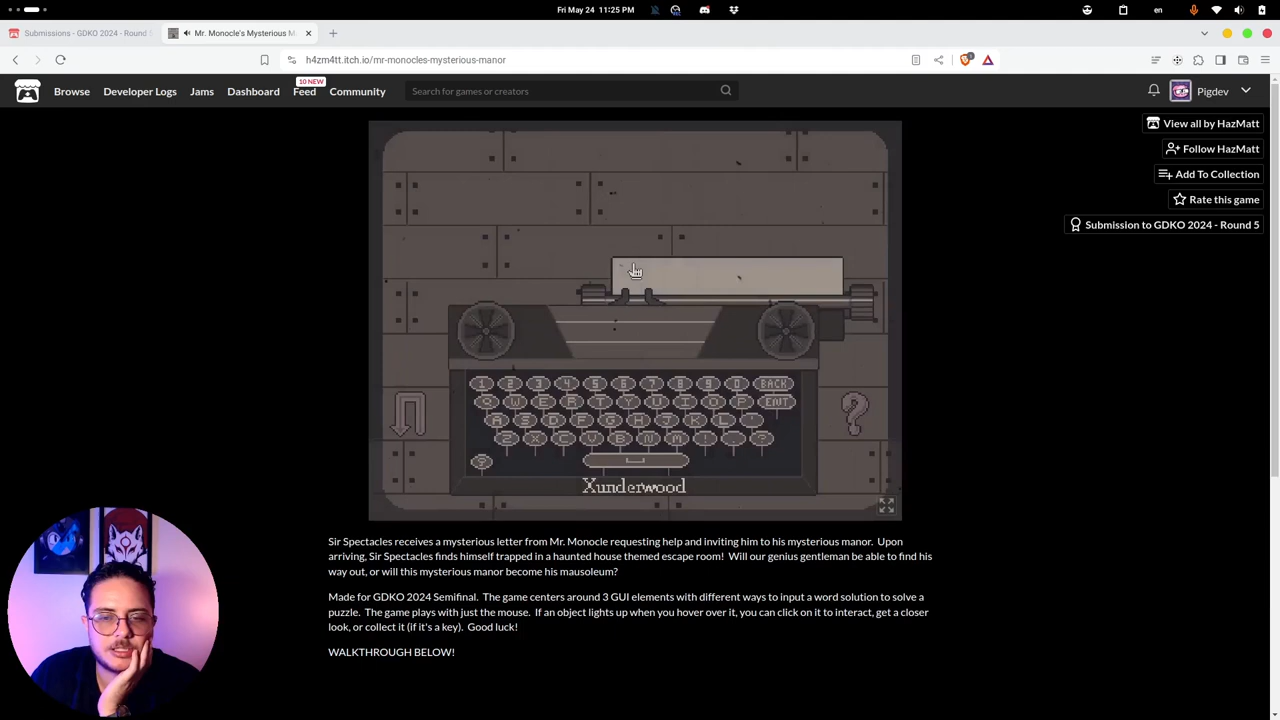 Fri May 24 11:25 PM
en
Submissions - GDKO 2024 - Round 5
Mr. Monocle's Mysterious M
h4zm4tt.itch.io/mr-monocles-mysterious-manor
1
10 NEW
Browse Developer Logs Jams Dashboard Feed Community
Search for games or creators
Pigdev
View all by HazMatt
Follow HazMatt
Add To Collection
Rate this game
Submission to GDKO 2024 - Round 5
1 2 3 4 5 6 7 8 9 0 BACK
Q W E R T Y U I O P ENT
A S D F G H J K L '
Z X C V B N M ! . ?
?
?
Xunderwood
Sir Spectacles receives a mysterious letter from Mr. Monocle requesting help and inviting him to his mysterious manor. Upon
arriving, Sir Spectacles finds himself trapped in a haunted house themed escape room! Will our genius gentleman be able to find his
way out, or will this mysterious manor become his mausoleum?
Made for GDKO 2024 Semifinal. The game centers around 3 GUI elements with different ways to input a word solution to solve a
puzzle. The game plays with just the mouse. If an object lights up when you hover over it, you can click on it to interact, get a closer
look, or collect it (if it's a key). Good luck!
WALKTHROUGH BELOW!